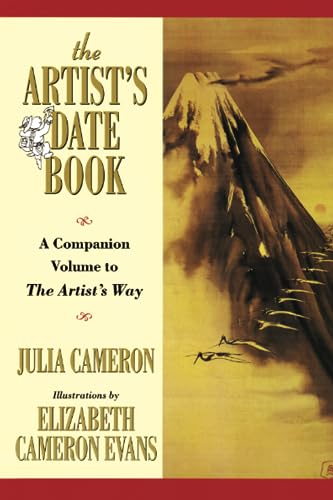 the
ARTIST'S
DATE
BOOK
A Companion
Volume to
The Artist's Way
JULIA CAMERON
Illustrations by
ELIZABETH
CAMERON EVANS